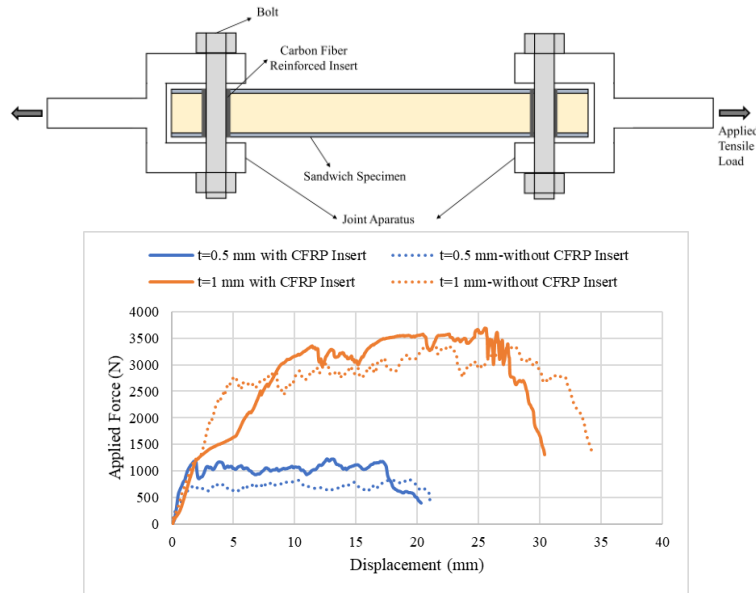 Bolt
Carbon Fiber
Reinforced Insert
Applied
Tensile
Load
Sandwich Specimen
Joint Apparatus
t=0.5 mm with CFRP Insert
t=0.5 mm-without CFRP Insert
t=1 mm with CFRP Insert
t=1 mm-without CFRP Insert
4000
3500
3000
2500
2000
1500
1000
500
0
Applied Force (N)
0 5 10 15 20 25 30 35 40
Displacement (mm)